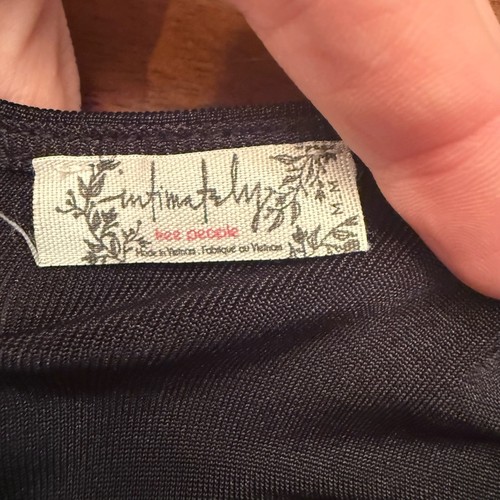 intimately
free people
Made in Vietnam . Fabriqué au Vietnam
M M